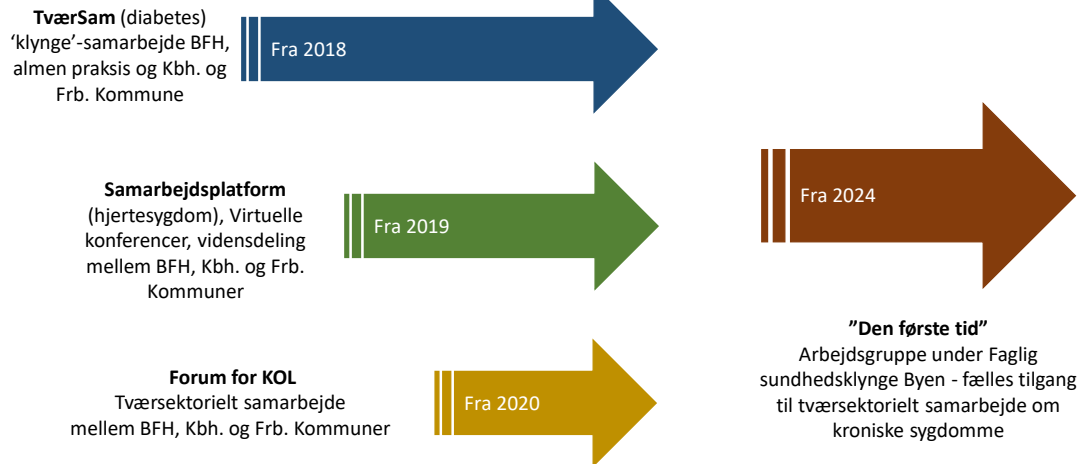 TværSam (diabetes)
‘klynge’-samarbejde BFH,
almen praksis og Kbh. og
Frb. Kommune
Fra 2018
Samarbejdsplatform
(hjertesygdom), Virtuelle
konferencer, vidensdeling
mellem BFH, Kbh. og Frb.
Kommuner
Fra 2019
Forum for KOL
Tværsektorielt samarbejde
mellem BFH, Kbh. og Frb. Kommuner
Fra 2020
Fra 2024
”Den første tid”
Arbejdsgruppe under Faglig
sundhedsklynge Byen - fælles tilgang
til tværsektorielt samarbejde om
kroniske sygdomme